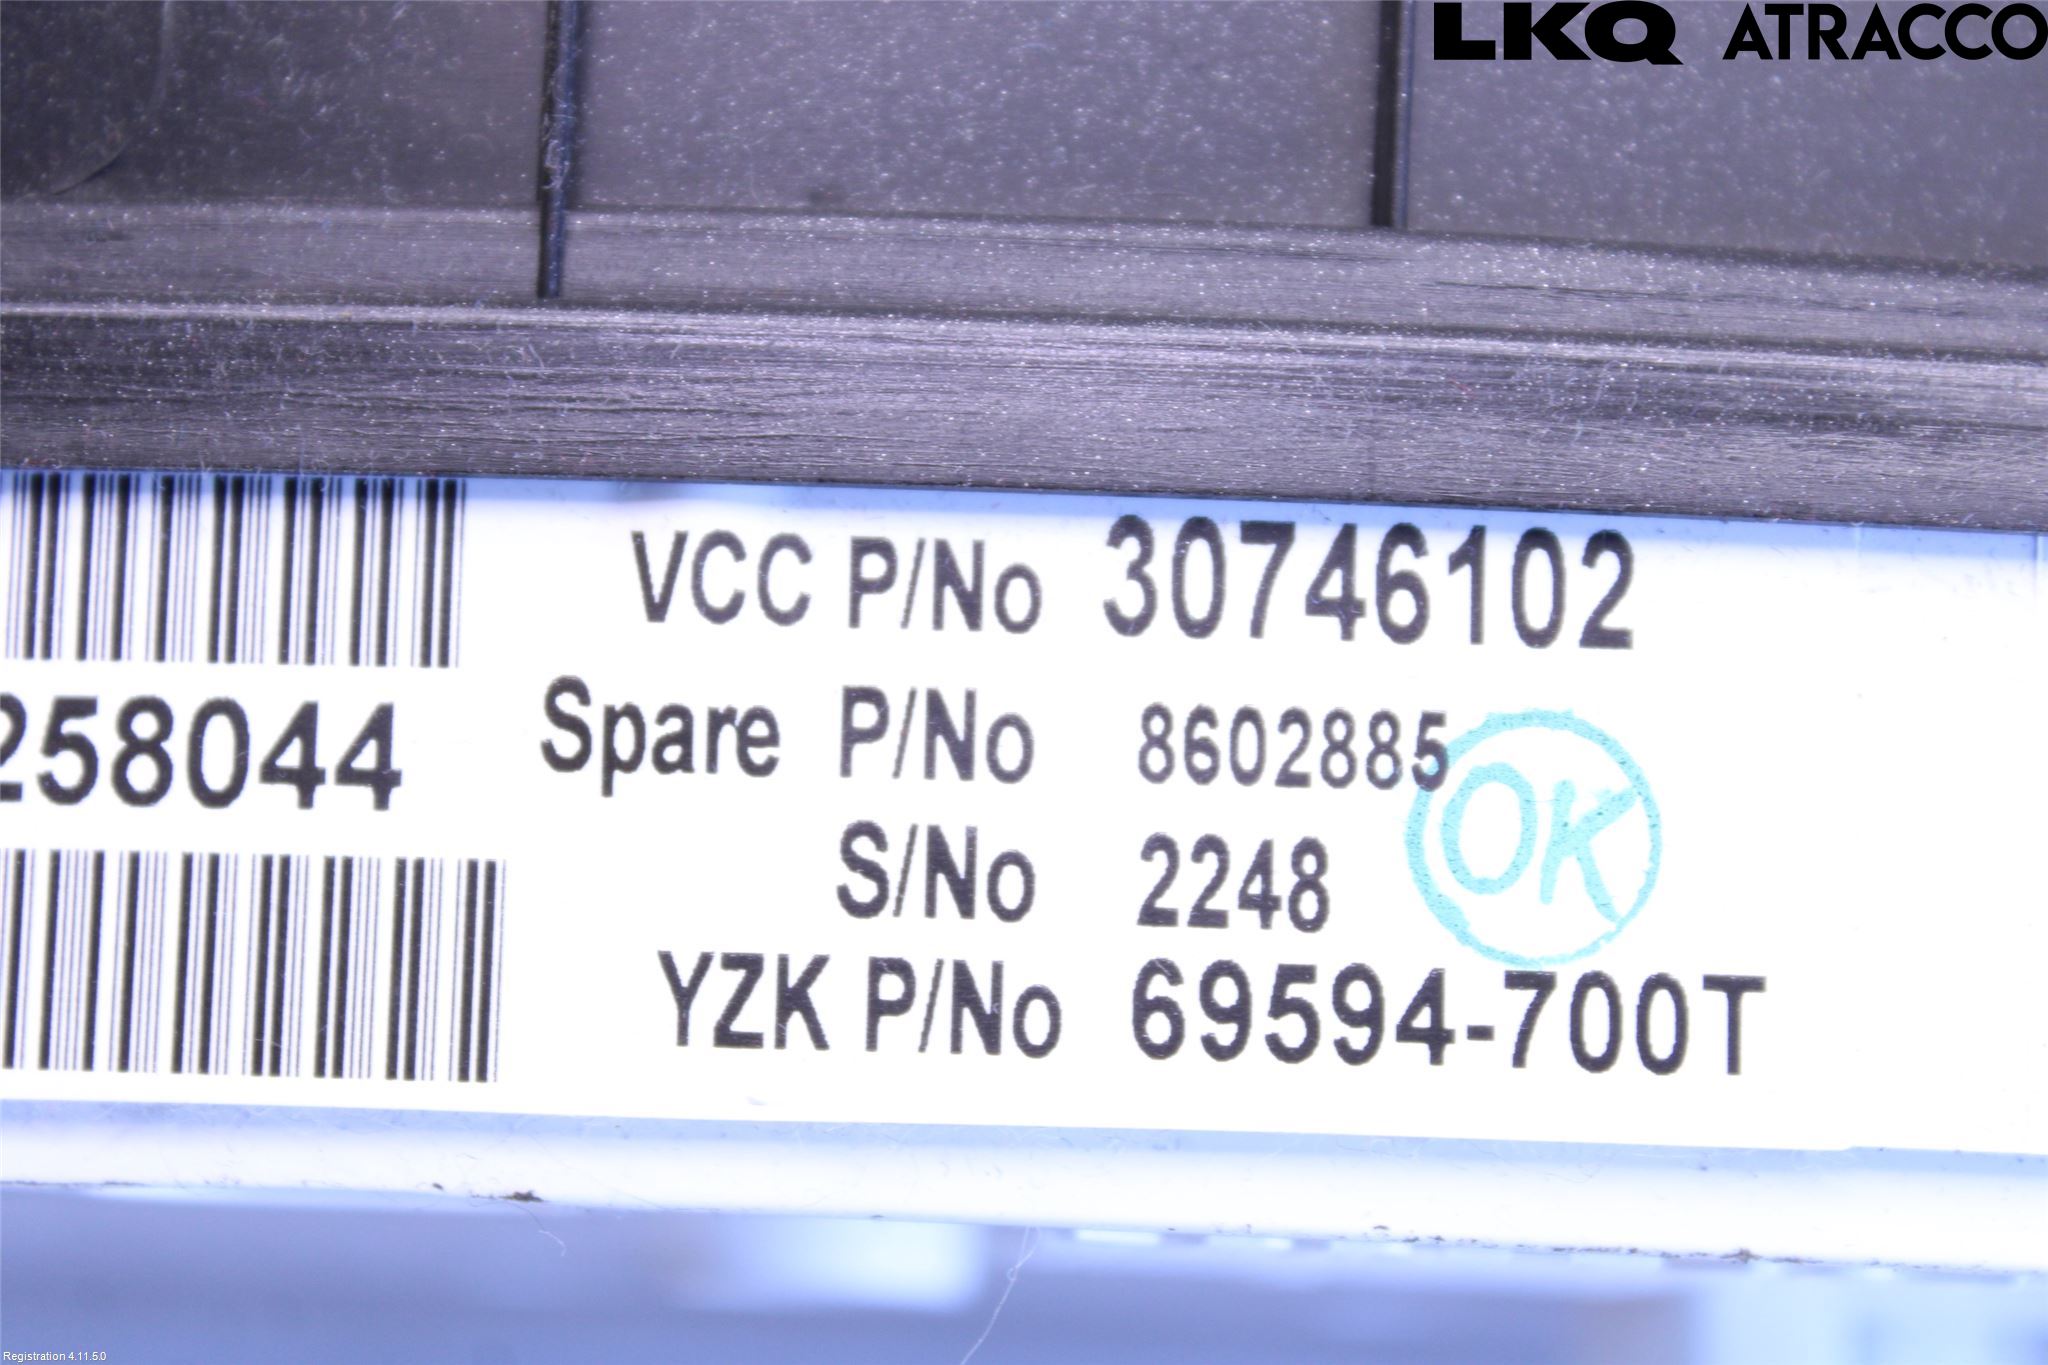 LKQ ATRACCO
VCC P/No 30746102
258044
Spare P/No 8602885
OK
S/No 2248
YZK P/No 69594-700T
Registration 4.11.5.0